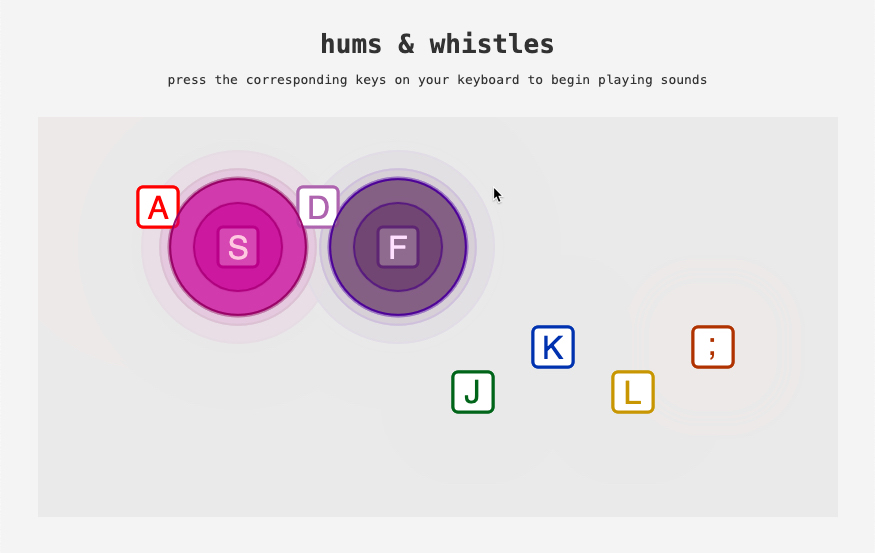 hums & whistles
press the corresponding keys on your keyboard to begin playing sounds
A
S
D
F
J
K
L
;